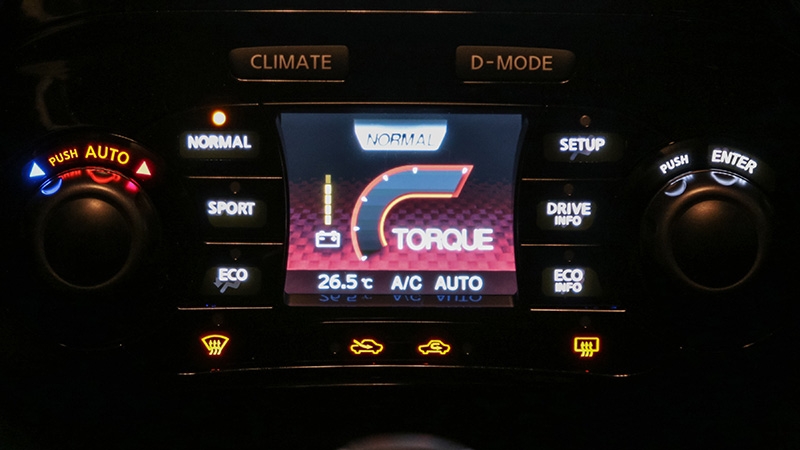 CLIMATE
D-MODE
NORMAL
NORMAL
SETUP
PUSH AUTO
PUSH ENTER
SPORT
DRIVE
INFO
TORQUE
ECO
ECO
INFO
26.5℃ A/C AUTO